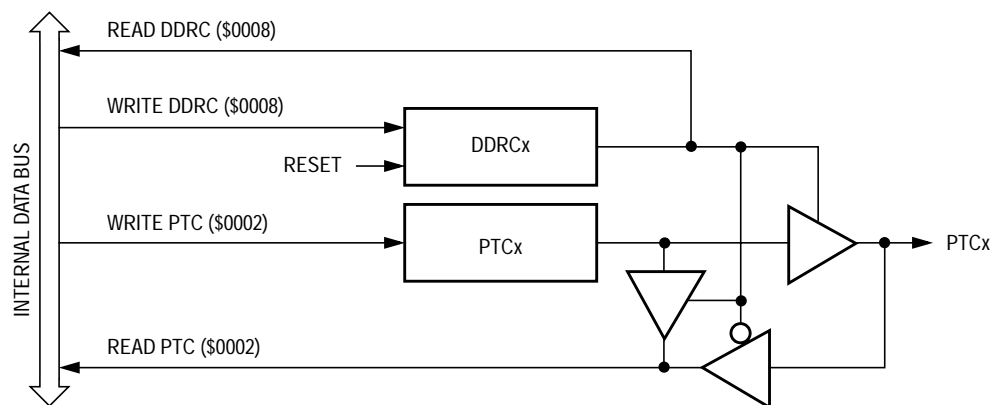 READ DDRC ($0008)
WRITE DDRC ($0008)
DDRCx
RESET
WRITE PTC ($0002)
PTCx
PTCx
READ PTC ($0002)
INTERNAL DATA BUS